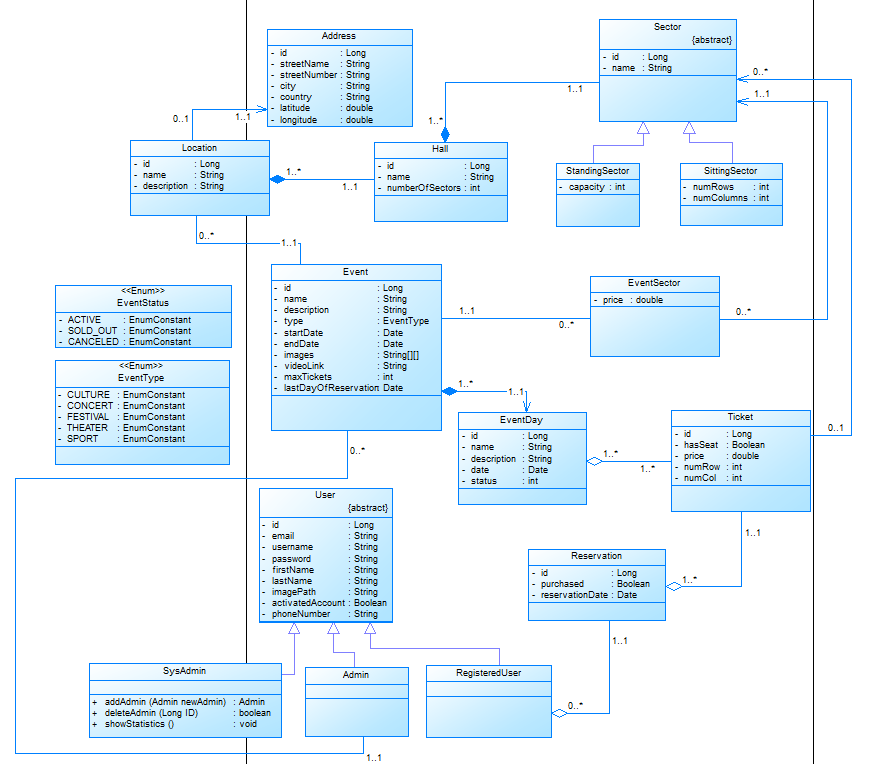 Address
- id : Long
- streetName : String
- streetNumber : String
- city : String
- country : String
- latitude : double
- longitude : double
Sector
{abstract}
- id : Long
- name : String
0..*
1..1
1..1
0..1
1..1
1..*
Location
- id : Long
- name : String
- description : String
1..*
1..1
Hall
- id : Long
- name : String
- numberOfSectors : int
StandingSector
- capacity : int
SittingSector
- numRows : int
- numColumns : int
0..*
1..1
Event
- id : Long
- name : String
- description : String
- type : EventType
- startDate : Date
- endDate : Date
- images : String[][]
- videoLink : String
- maxTickets : int
- lastDayOfReservation : Date
1..1
0..*
EventSector
- price : double
0..*
<<Enum>>
EventStatus
- ACTIVE : EnumConstant
- SOLD_OUT : EnumConstant
- CANCELED : EnumConstant
<<Enum>>
EventType
- CULTURE : EnumConstant
- CONCERT : EnumConstant
- FESTIVAL : EnumConstant
- THEATER : EnumConstant
- SPORT : EnumConstant
1..*
1..1
EventDay
- id : Long
- name : String
- description : String
- date : Date
- status : int
1..*
1..*
Ticket
- id : Long
- hasSeat : Boolean
- price : double
- numRow : int
- numCol : int
0..1
0..*
User
{abstract}
- id : Long
- email : String
- username : String
- password : String
- firstName : String
- lastName : String
- imagePath : String
- activatedAccount : Boolean
- phoneNumber : String
1..1
Reservation
- id : Long
- purchased : Boolean
- reservationDate : Date
1..*
1..1
SysAdmin
+ addAdmin (Admin newAdmin) : Admin
+ deleteAdmin (Long ID) : boolean
+ showStatistics () : void
Admin
RegisteredUser
0..*
1..1